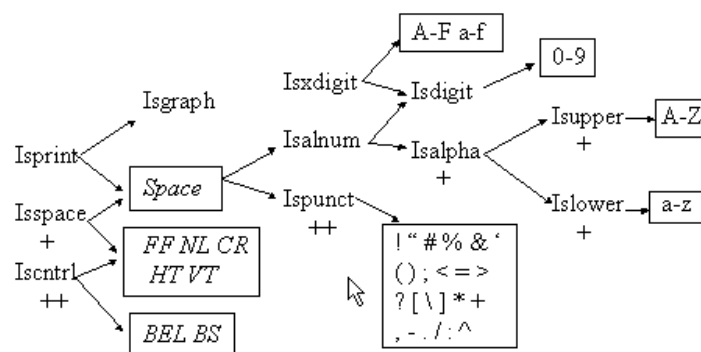 A-F a-f
0-9
Isxdigit
Isdigit
Isgraph
Isupper
A-Z
+
Isprint
Isalnum
Isalpha
+
Space
Isspace
+
Ispunct
++
Islower
a-z
+
FF NL CR
HT VT
Iscntrl
++
! “ # % & ‘
( ) ; < = >
? [ \ ] * +
, - . / : ^
BEL BS